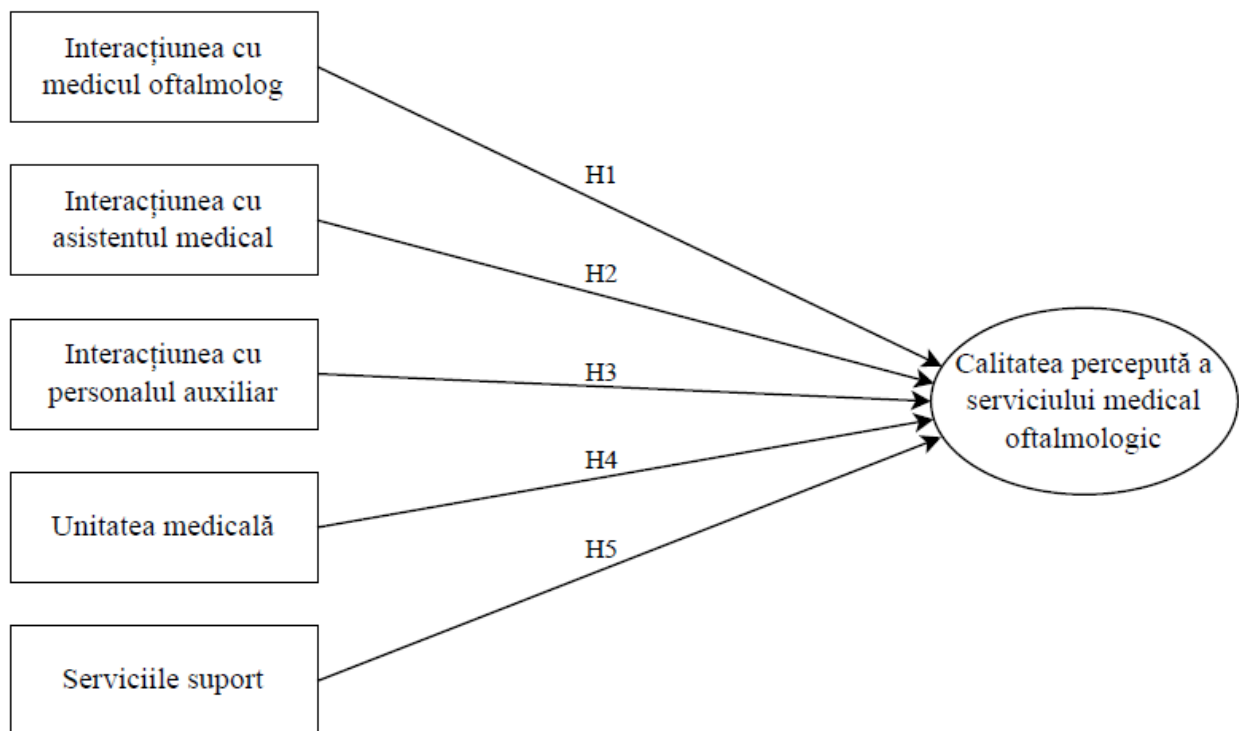 Interacțiunea cu
medicul oftalmolog
H1
Interacțiunea cu
asistentul medical
H2
Interacțiunea cu
personalul auxiliar
H3
Calitatea percepută a
serviciului medical
oftalmologic
H4
Unitatea medicală
H5
Serviciile suport